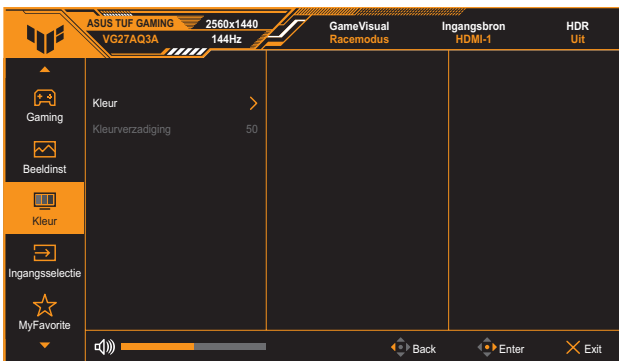 ASUS TUF GAMING 2560x1440 GameVisual Ingangsbron HDR
VG27AQ3A 144Hz Racemodus HDMI-1 Uit
Gaming
Beeldinst
Kleur
Ingangsselectie
MyFavorite
Kleur
Kleurverzadiging 50
Back Enter Exit